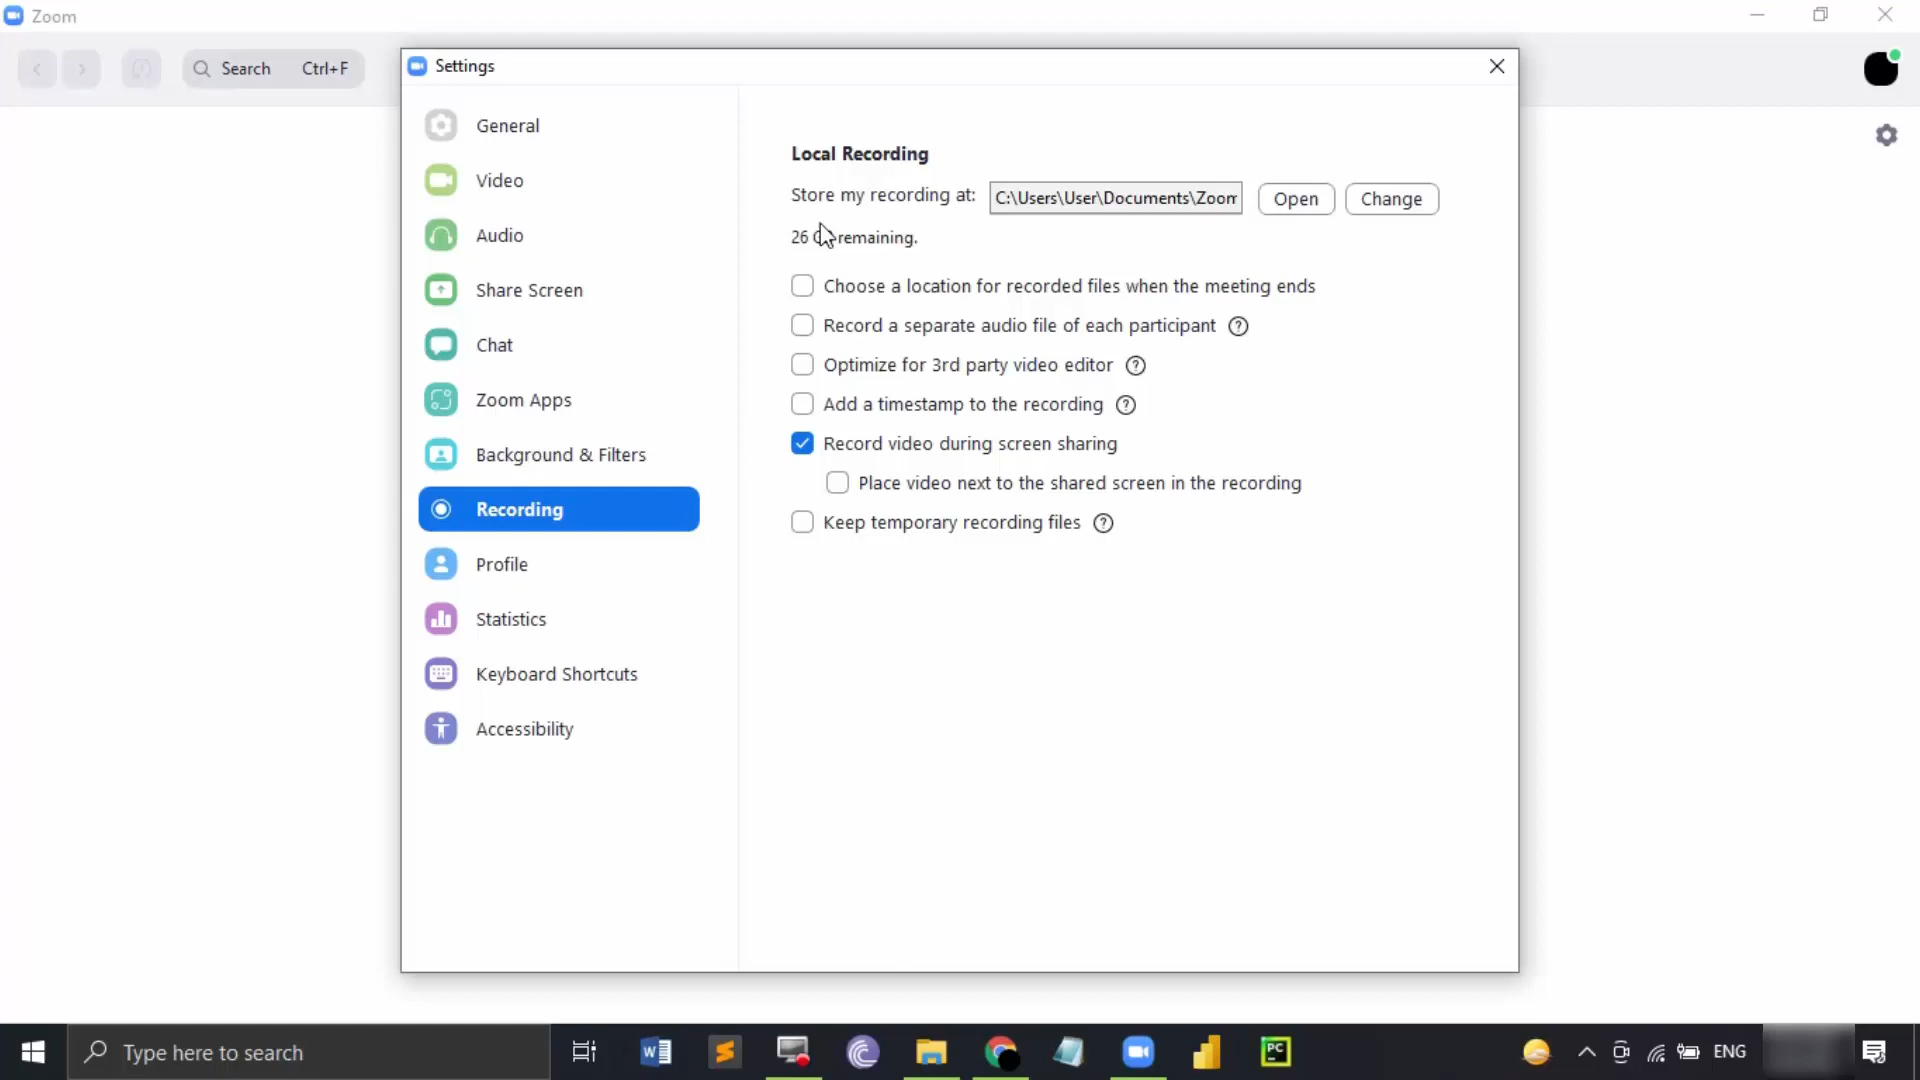 Zoom
Search Ctrl+F
Settings
General
Video
Audio
Share Screen
Chat
Zoom Apps
Background & Filters
Recording
Profile
Statistics
Keyboard Shortcuts
Accessibility
Local Recording
Store my recording at: C:\Users\User\Documents\Zoom Open Change
26 remaining.
Choose a location for recorded files when the meeting ends
Record a separate audio file of each participant ?
Optimize for 3rd party video editor ?
Add a timestamp to the recording ?
Record video during screen sharing
Place video next to the shared screen in the recording
Keep temporary recording files ?
Type here to search
W
PC
ENG